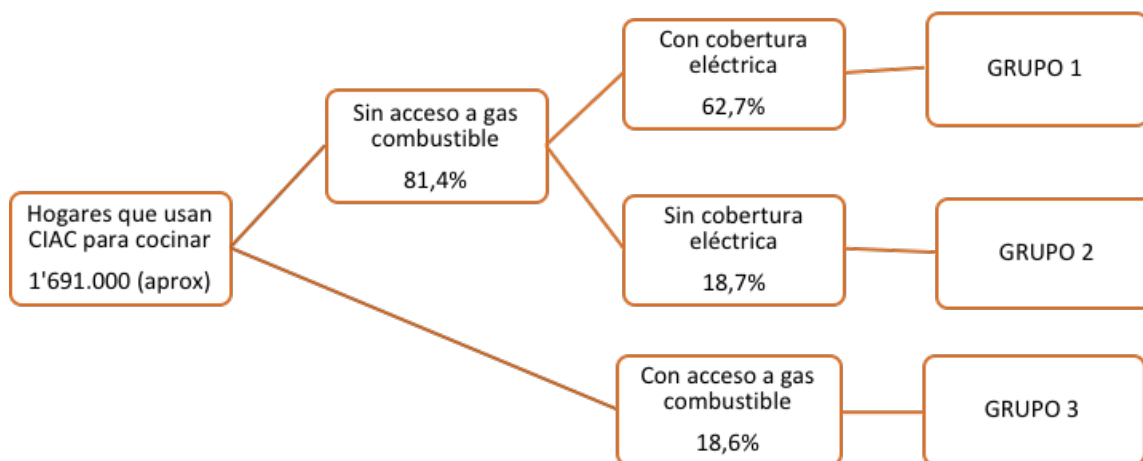 Hogares que usan
CIAC para cocinar
1'691.000 (aprox)
Sin acceso a gas
combustible
81,4%
Con cobertura
eléctrica
62,7%
GRUPO 1
Sin cobertura
eléctrica
18,7%
GRUPO 2
Con acceso a gas
combustible
18,6%
GRUPO 3